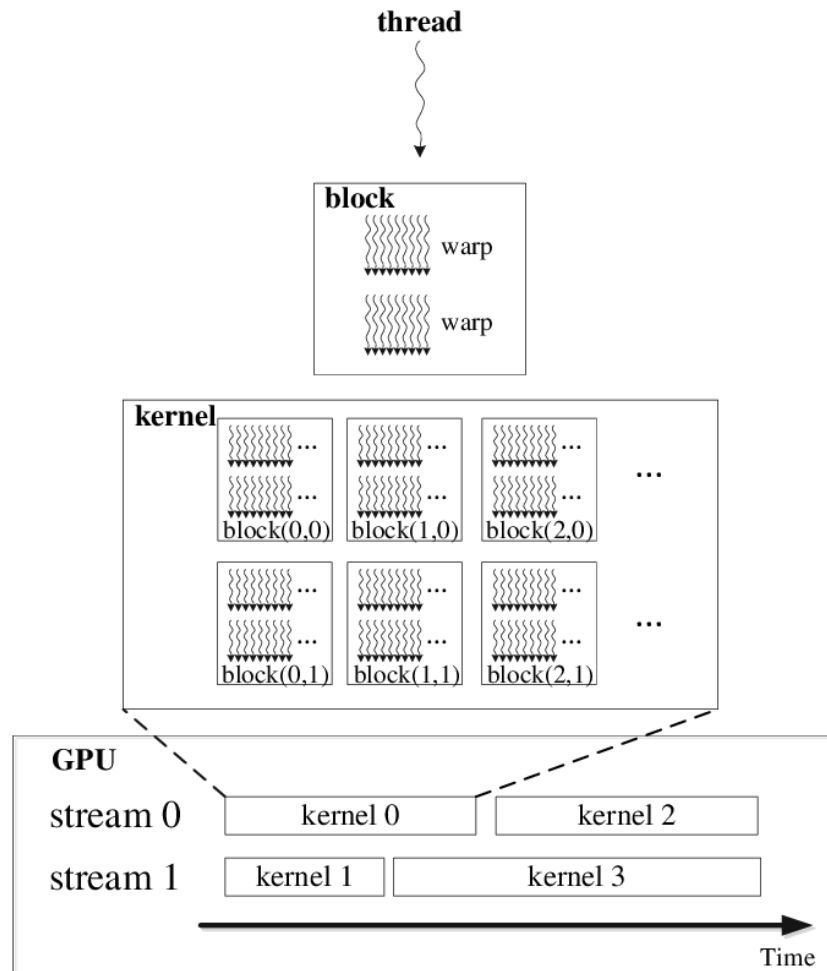 thread
block
warp
warp
kernel
... ... ...
... ... ... ...
block(0,0) block(1,0) block(2,0)
... ... ...
... ... ... ...
block(0,1) block(1,1) block(2,1)
GPU
stream 0 kernel 0 kernel 2
stream 1 kernel 1 kernel 3
Time